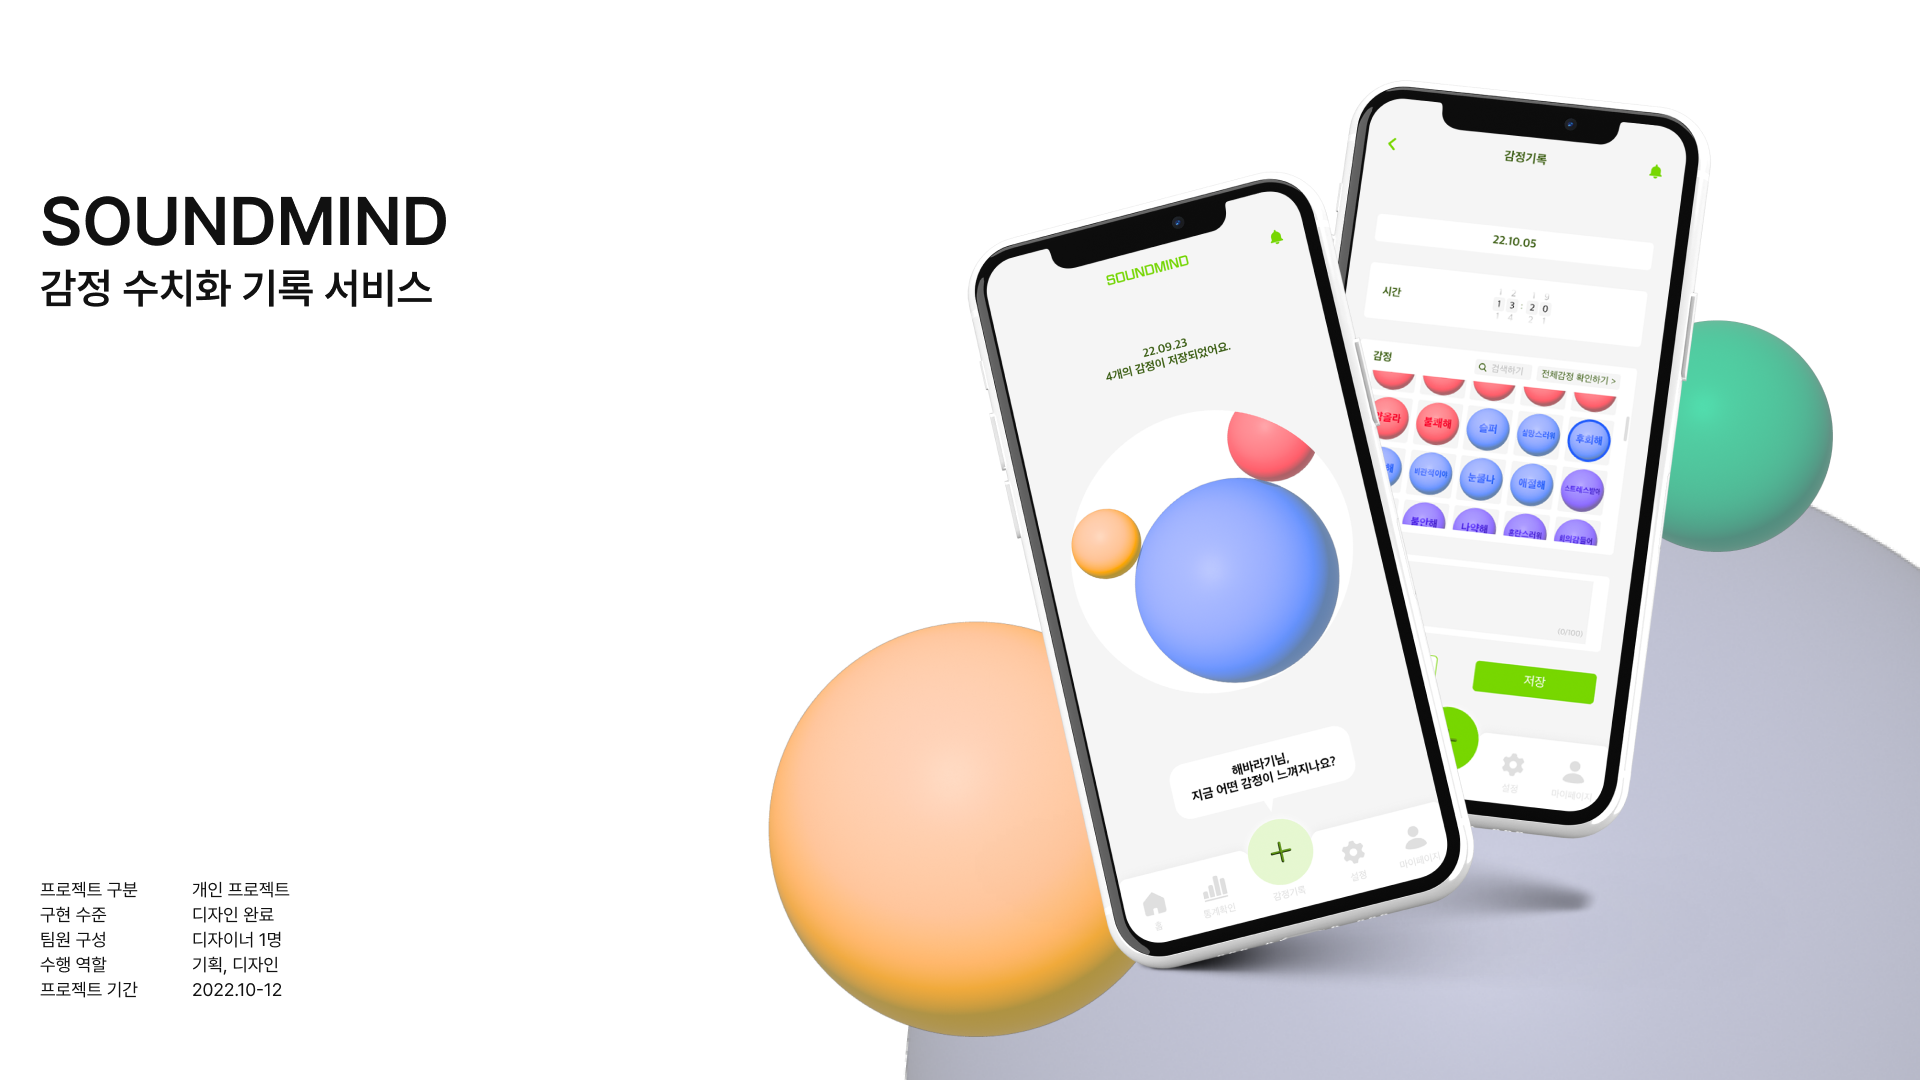 SOUNDMIND
감정 수치화 기록 서비스
프로젝트 구분 개인 프로젝트
구현 수준 디자인 완료
팀원 구성 디자이너 1명
수행 역할 기획, 디자인
프로젝트 기간 2022.10-12
SOUNDMIND
22.09.23
4개의 감정이 저장되었어요.
해바라기님,
지금 어떤 감정이 느껴지나요?
홈
통계확인
감정기록
설정
마이페이지
감정기록
22.10.05
시간
1 3 : 2 0
감정
검색하기
전체감정 확인하기 >
불쾌해
슬퍼
실망스러워
후회해
비관적이야
눈물나
애절해
스트레스받아
불안해
나약해
혼란스러워
회의감들어
(0/100)
저장
설정
마이페이지